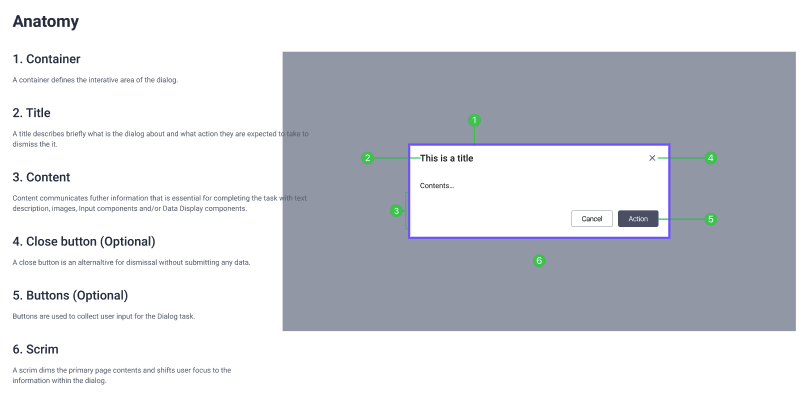 Anatomy
1. Container
A container defines the interative area of the dialog.
2. Title
A title describes briefly what is the dialog about and what action they are expected to take to
dismiss the it.
3. Content
Content communicates futher information that is essential for completing the task with text
description, images, Input components and/or Data Display components.
4. Close button (Optional)
A close button is an alternaltive for dismissal without submitting any data.
5. Buttons (Optional)
Buttons are used to collect user input for the Dialog task.
6. Scrim
A scrim dims the primary page contents and shifts user focus to the
information within the dialog.
1
2
This is a title
4
Contents...
3
Cancel
Action
5
6